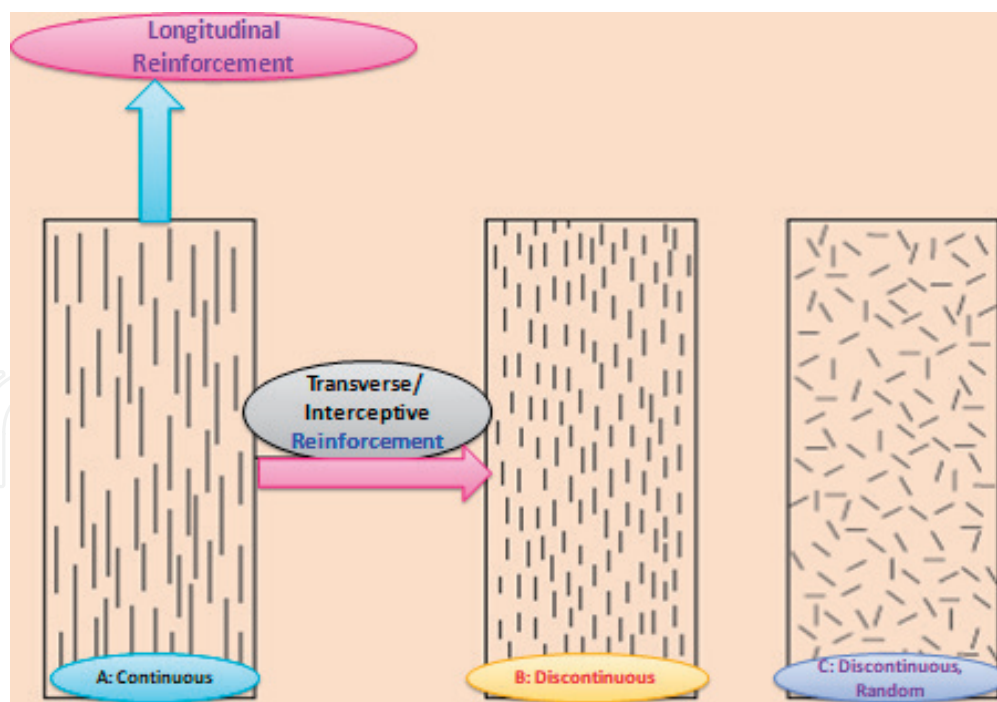 Longitudinal
Reinforcement
Transverse/
Interceptive
Reinforcement
A: Continuous
B: Discontinuous
C: Discontinuous,
Random